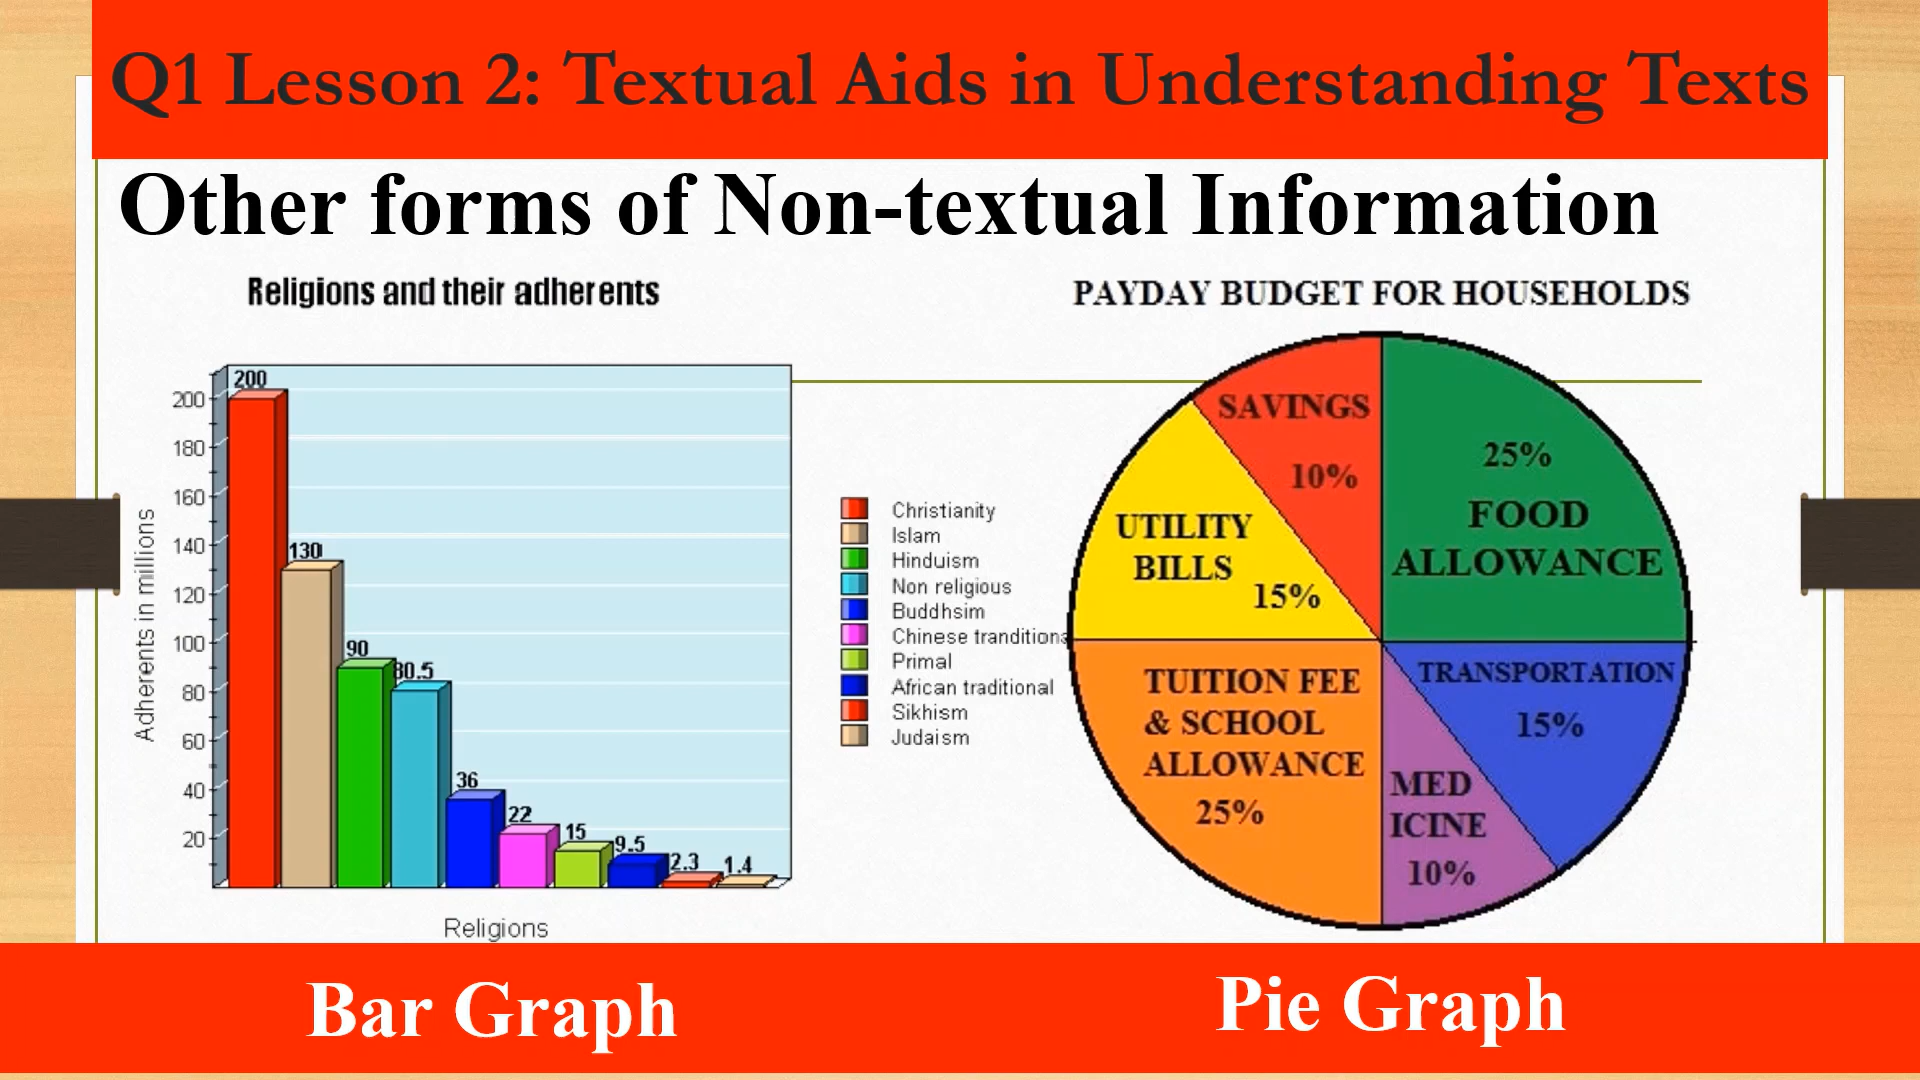 Q1 Lesson 2: Textual Aids in Understanding Texts
Other forms of Non-textual Information
Religions and their adherents
200
180
160
140
120
100
80
60
40
20
Adherents in millions
200
130
90
80.5
36
22
15
9.5
2.3
1.4
Religions
Christianity
Islam
Hinduism
Non religious
Buddhsim
Chinese tranditiona
Primal
African traditional
Sikhism
Judaism
PAYDAY BUDGET FOR HOUSEHOLDS
SAVINGS
10%
25%
FOOD
ALLOWANCE
UTILITY
BILLS
15%
TRANSPORTATION
15%
TUITION FEE
& SCHOOL
ALLOWANCE
25%
MED
ICINE
10%
Bar Graph
Pie Graph